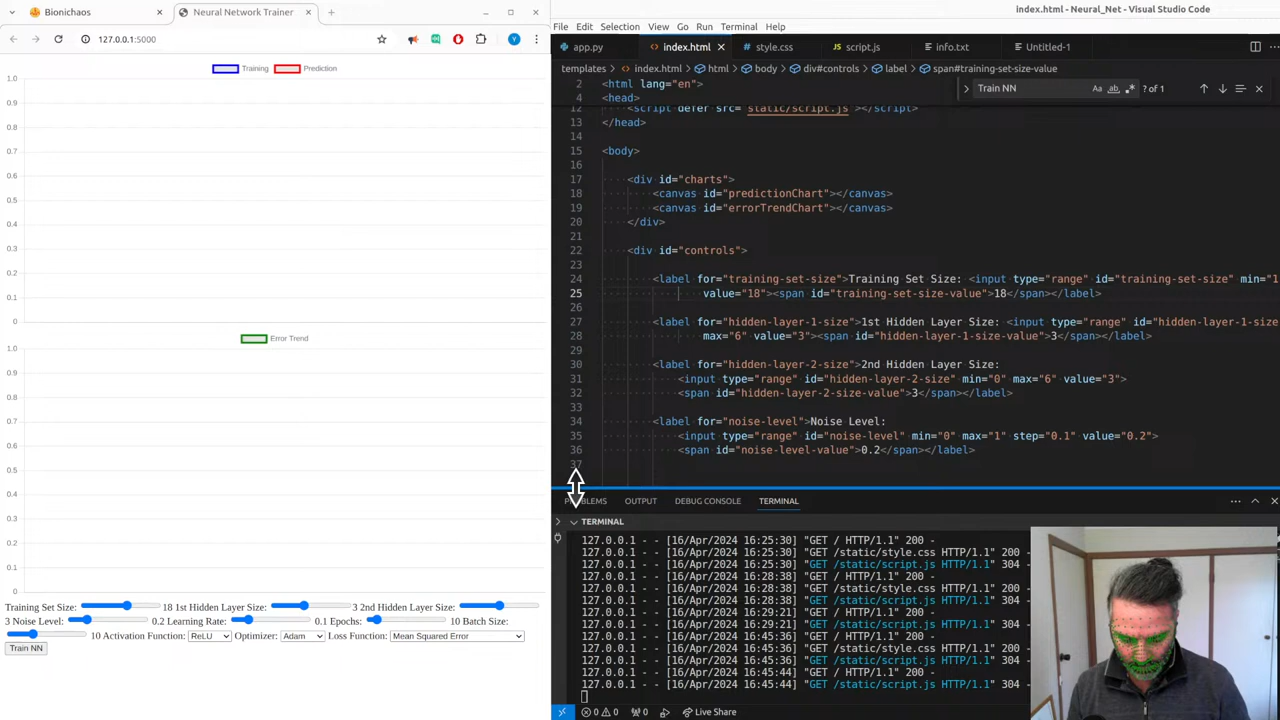 Bionichaos
Neural Network Trainer
127.0.0.1:5000
Y
Training
Prediction
1.0
0.9
0.8
0.7
0.6
0.5
0.4
0.3
0.2
0.1
0
Error Trend
1.0
0.9
0.8
0.7
0.6
0.5
0.4
0.3
0.2
0.1
0
Training Set Size: 18 1st Hidden Layer Size: 3 2nd Hidden Layer Size:
3 Noise Level: 0.2 Learning Rate: 0.1 Epochs: 10 Batch Size:
10 Activation Function: ReLU Optimizer: Adam Loss Function: Mean Squared Error
Train NN
index.html - Neural_Net - Visual Studio Code
File Edit Selection View Go Run Terminal Help
app.py index.html style.css script.js info.txt Untitled-1
templates > index.html > html > body > div#controls > label > span#training-set-size-value
Train NN
Aa ab ? of 1
2 <html lang="en">
4 <head>
12 <script defer src="static/script.js"></script>
13 </head>
14
15 <body>
16
17 <div id="charts">
18 <canvas id="predictionChart"></canvas>
19 <canvas id="errorTrendChart"></canvas>
20 </div>
21
22 <div id="controls">
23
24 <label for="training-set-size">Training Set Size: <input type="range" id="training-set-size" min="1
25 value="18"><span id="training-set-size-value">18</span></label>
26
27 <label for="hidden-layer-1-size">1st Hidden Layer Size: <input type="range" id="hidden-layer-1-size
28 max="6" value="3"><span id="hidden-layer-1-size-value">3</span></label>
29
30 <label for="hidden-layer-2-size">2nd Hidden Layer Size:
31 <input type="range" id="hidden-layer-2-size" min="0" max="6" value="3">
32 <span id="hidden-layer-2-size-value">3</span></label>
33
34 <label for="noise-level">Noise Level:
35 <input type="range" id="noise-level" min="0" max="1" step="0.1" value="0.2">
36 <span id="noise-level-value">0.2</span></label>
37
PROBLEMS OUTPUT DEBUG CONSOLE TERMINAL
TERMINAL
127.0.0.1 - - [16/Apr/2024 16:25:30] "GET / HTTP/1.1" 200 -
127.0.0.1 - - [16/Apr/2024 16:25:30] "GET /static/style.css HTTP/1.1" 200 -
127.0.0.1 - - [16/Apr/2024 16:25:30] "GET /static/script.js HTTP/1.1" 304 -
127.0.0.1 - - [16/Apr/2024 16:28:38] "GET / HTTP/1.1" 200 -
127.0.0.1 - - [16/Apr/2024 16:28:38] "GET /static/style.css HTTP/1.1" 200 -
127.0.0.1 - - [16/Apr/2024 16:28:38] "GET /static/script.js HTTP/1.1" 304 -
127.0.0.1 - - [16/Apr/2024 16:29:21] "GET / HTTP/1.1" 200 -
127.0.0.1 - - [16/Apr/2024 16:29:21] "GET /static/script.js HTTP/1.1" 304 -
127.0.0.1 - - [16/Apr/2024 16:45:36] "GET / HTTP/1.1" 200 -
127.0.0.1 - - [16/Apr/2024 16:45:36] "GET /static/style.css HTTP/1.1" 200 -
127.0.0.1 - - [16/Apr/2024 16:45:36] "GET /static/script.js HTTP/1.1" 304 -
127.0.0.1 - - [16/Apr/2024 16:45:44] "GET / HTTP/1.1" 200 -
127.0.0.1 - - [16/Apr/2024 16:45:44] "GET /static/script.js HTTP/1.1" 304 -
0 0 0 Live Share